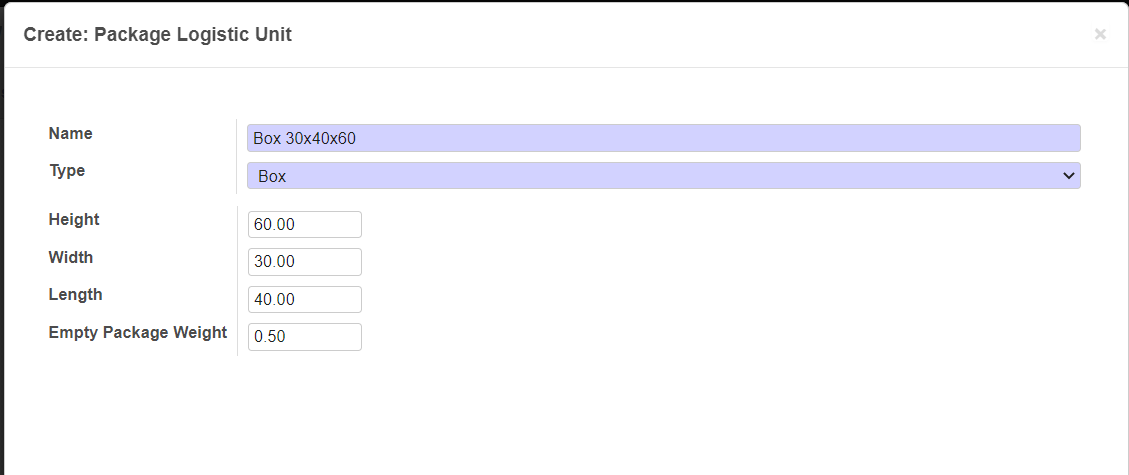 Create: Package Logistic Unit ×
Name Box 30x40x60
Type Box
Height 60.00
Width 30.00
Length 40.00
Empty Package Weight 0.50